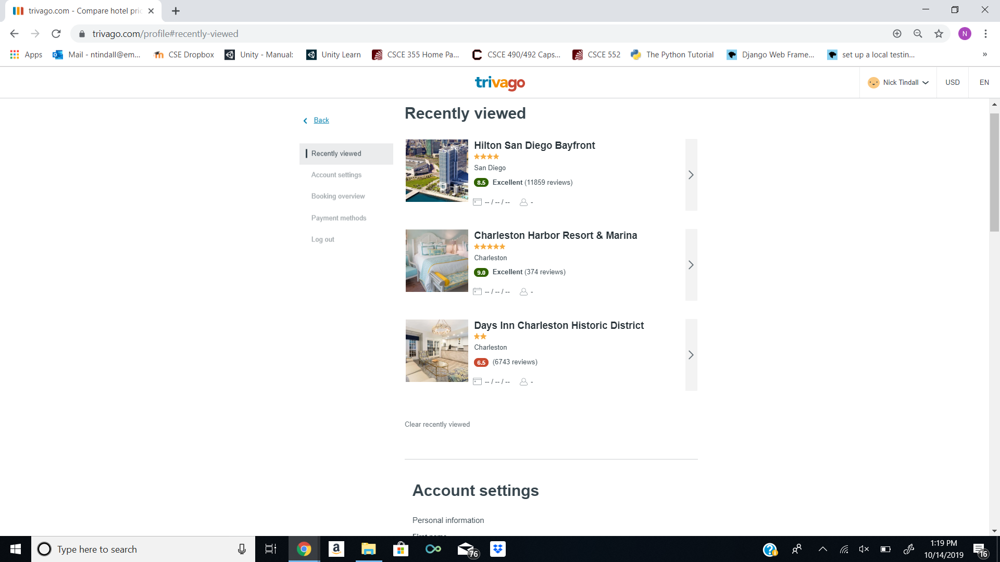 trivago.com - Compare hotel pric
trivago.com/profile#recently-viewed
N
Apps
Mail - ntindall@em...
CSE Dropbox
Unity - Manual:
Unity Learn
CSCE 355 Home Pa...
CSCE 490/492 Caps...
CSCE 552
The Python Tutorial
Django Web Frame...
set up a local testin...
»
trivago
Nick Tindall
USD
EN
Back
Recently viewed
Account settings
Booking overview
Payment methods
Log out
Recently viewed
Hilton San Diego Bayfront
San Diego
8.5 Excellent (11859 reviews)
-- / -- / -- -
Charleston Harbor Resort & Marina
Charleston
9.0 Excellent (374 reviews)
-- / -- / -- -
Days Inn Charleston Historic District
Charleston
6.5 (6743 reviews)
-- / -- / -- -
Clear recently viewed
Account settings
Personal information
First name
Type here to search
a
76
1:19 PM
10/14/2019
16